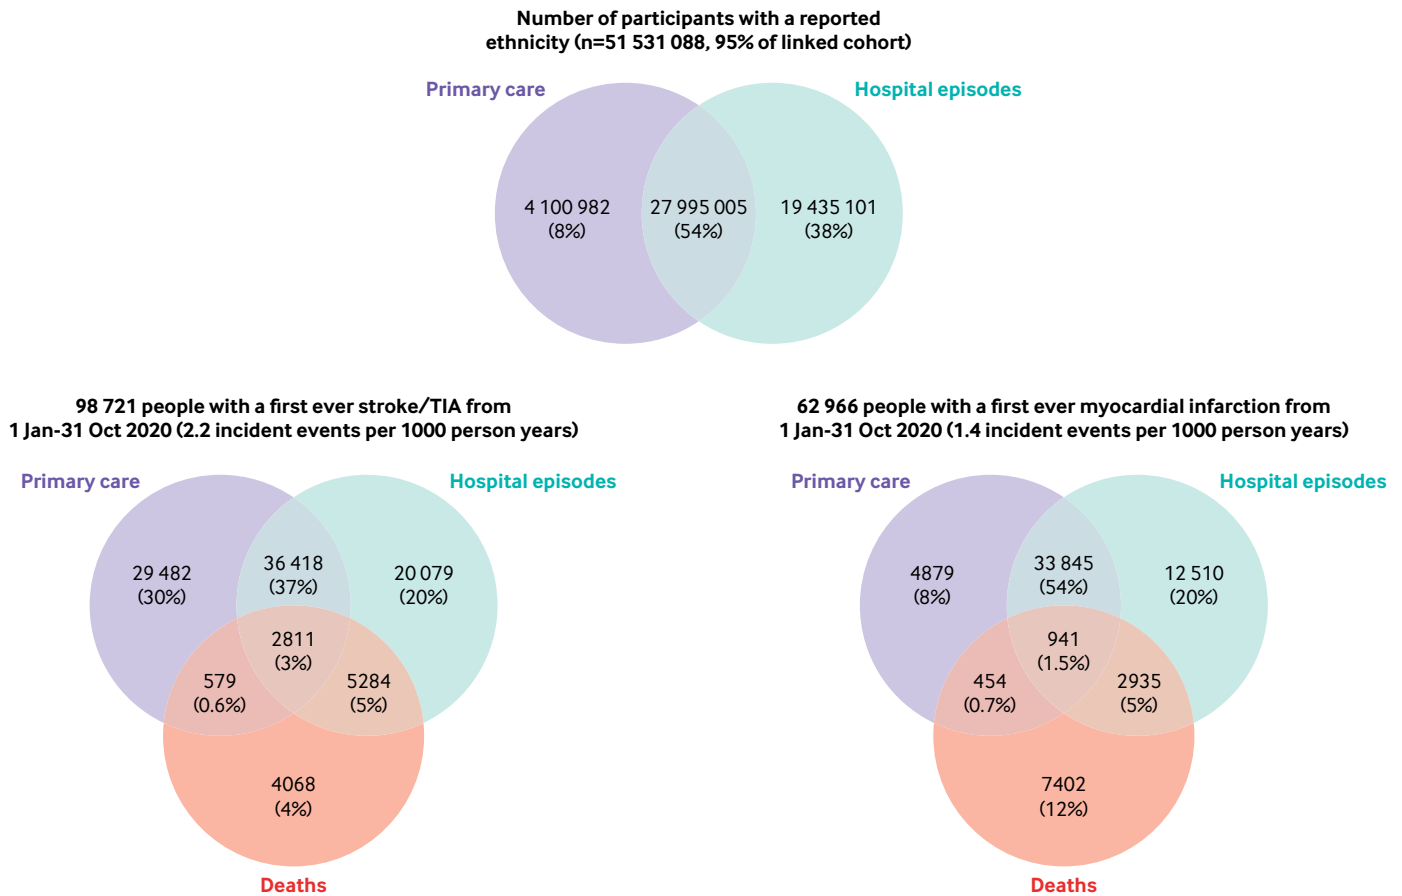 Number of participants with a reported
ethnicity (n=51 531 088, 95% of linked cohort)
Primary care
Hospital episodes
4 100 982
(8%)
27 995 005
(54%)
19 435 101
(38%)
98 721 people with a first ever stroke/TIA from
1 Jan-31 Oct 2020 (2.2 incident events per 1000 person years)
Primary care
Hospital episodes
29 482
(30%)
36 418
(37%)
20 079
(20%)
2811
(3%)
579
(0.6%)
5284
(5%)
4068
(4%)
Deaths
62 966 people with a first ever myocardial infarction from
1 Jan-31 Oct 2020 (1.4 incident events per 1000 person years)
Primary care
Hospital episodes
4879
(8%)
33 845
(54%)
12 510
(20%)
941
(1.5%)
454
(0.7%)
2935
(5%)
7402
(12%)
Deaths